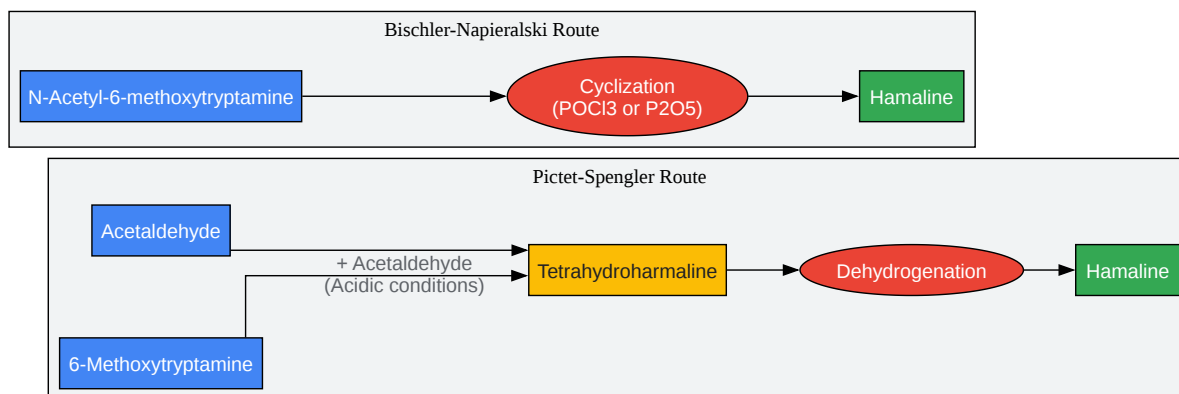 Bischler-Napieralski Route
N-Acetyl-6-methoxytryptamine
Cyclization
(POCl3 or P2O5)
Hamaline
Pictet-Spengler Route
Acetaldehyde
+ Acetaldehyde
(Acidic conditions)
Tetrahydroharmaline
Dehydrogenation
Hamaline
6-Methoxytryptamine